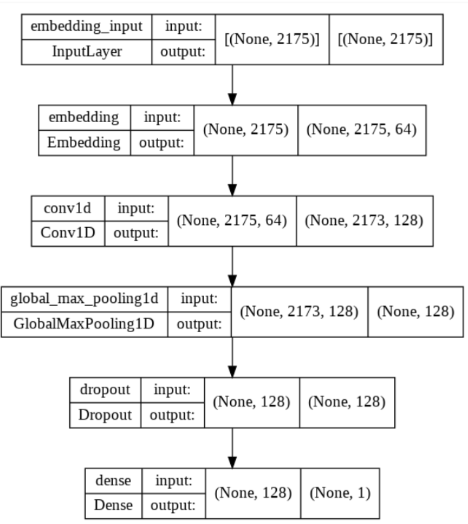 embedding_input input: [(None, 2175)] [(None, 2175)]
InputLayer output:
embedding input: (None, 2175) (None, 2175, 64)
Embedding output:
conv1d input: (None, 2175, 64) (None, 2173, 128)
Conv1D output:
global_max_pooling1d input: (None, 2173, 128) (None, 128)
GlobalMaxPooling1D output:
dropout input: (None, 128) (None, 128)
Dropout output:
dense input: (None, 128) (None, 1)
Dense output: